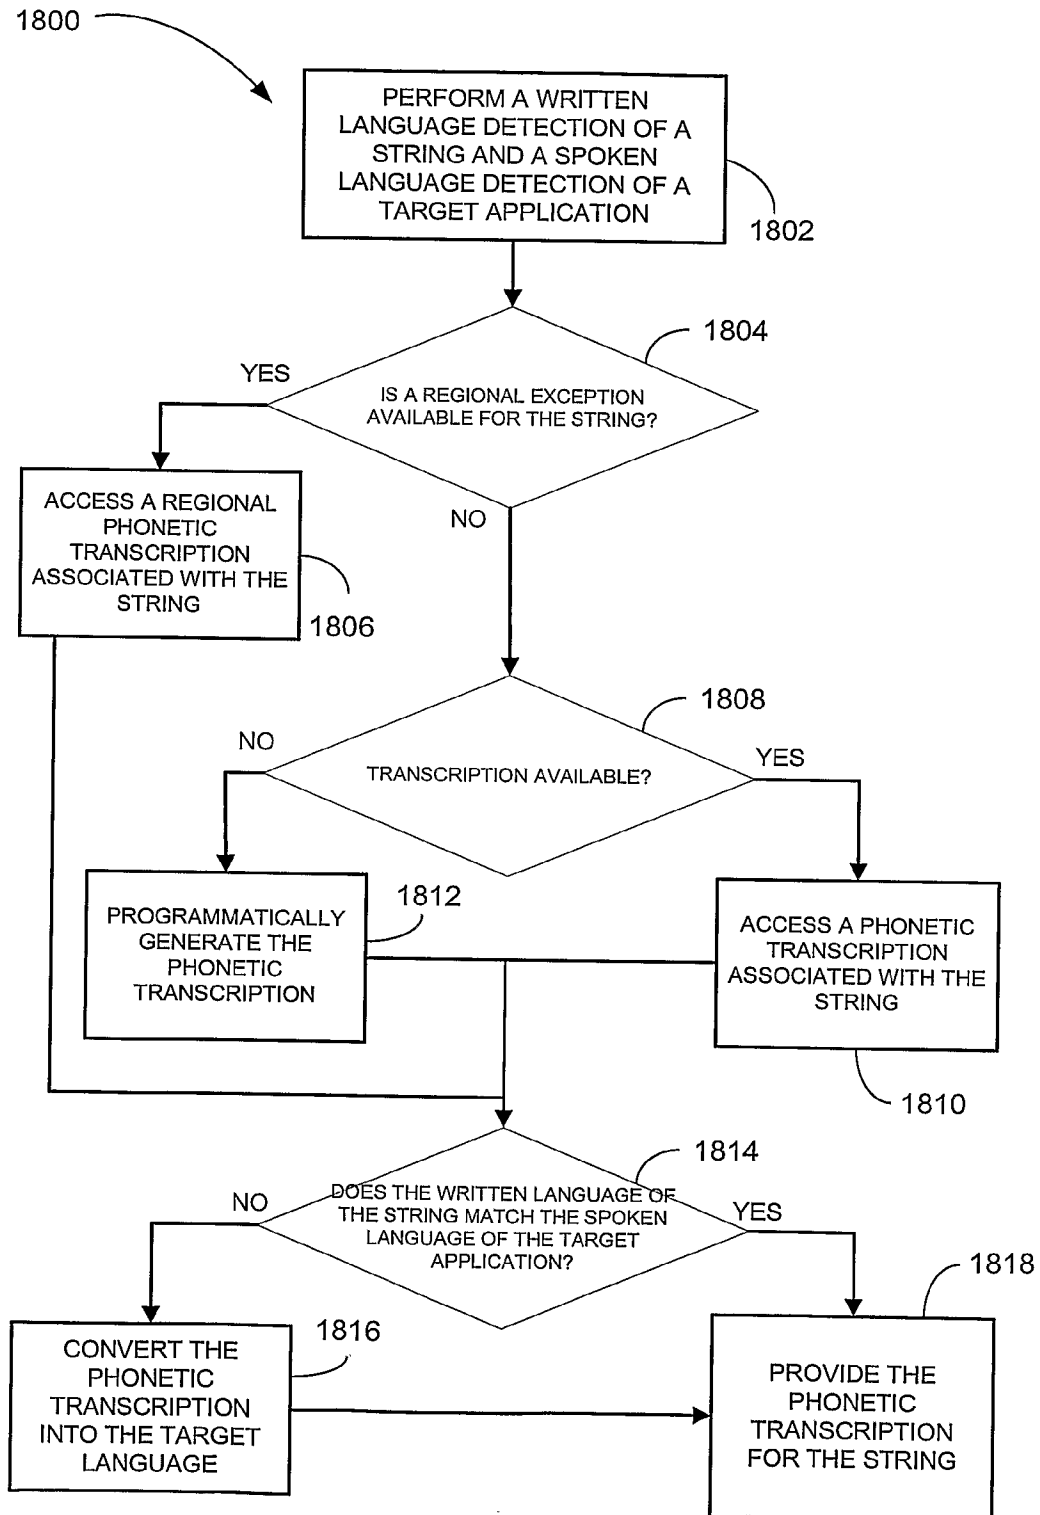 1800
PERFORM A WRITTEN
LANGUAGE DETECTION OF A
STRING AND A SPOKEN
LANGUAGE DETECTION OF A
TARGET APPLICATION
1802
1804
YES
IS A REGIONAL EXCEPTION
AVAILABLE FOR THE STRING?
NO
ACCESS A REGIONAL
PHONETIC
TRANSCRIPTION
ASSOCIATED WITH THE
STRING
1806
1808
NO
YES
TRANSCRIPTION AVAILABLE?
1812
PROGRAMMATICALLY
GENERATE THE
PHONETIC
TRANSCRIPTION
ACCESS A PHONETIC
TRANSCRIPTION
ASSOCIATED WITH THE
STRING
1810
1814
NO
DOES THE WRITTEN LANGUAGE OF
THE STRING MATCH THE SPOKEN
LANGUAGE OF THE TARGET
APPLICATION?
YES
1818
1816
CONVERT THE
PHONETIC
TRANSCRIPTION
INTO THE TARGET
LANGUAGE
PROVIDE THE
PHONETIC
TRANSCRIPTION
FOR THE STRING